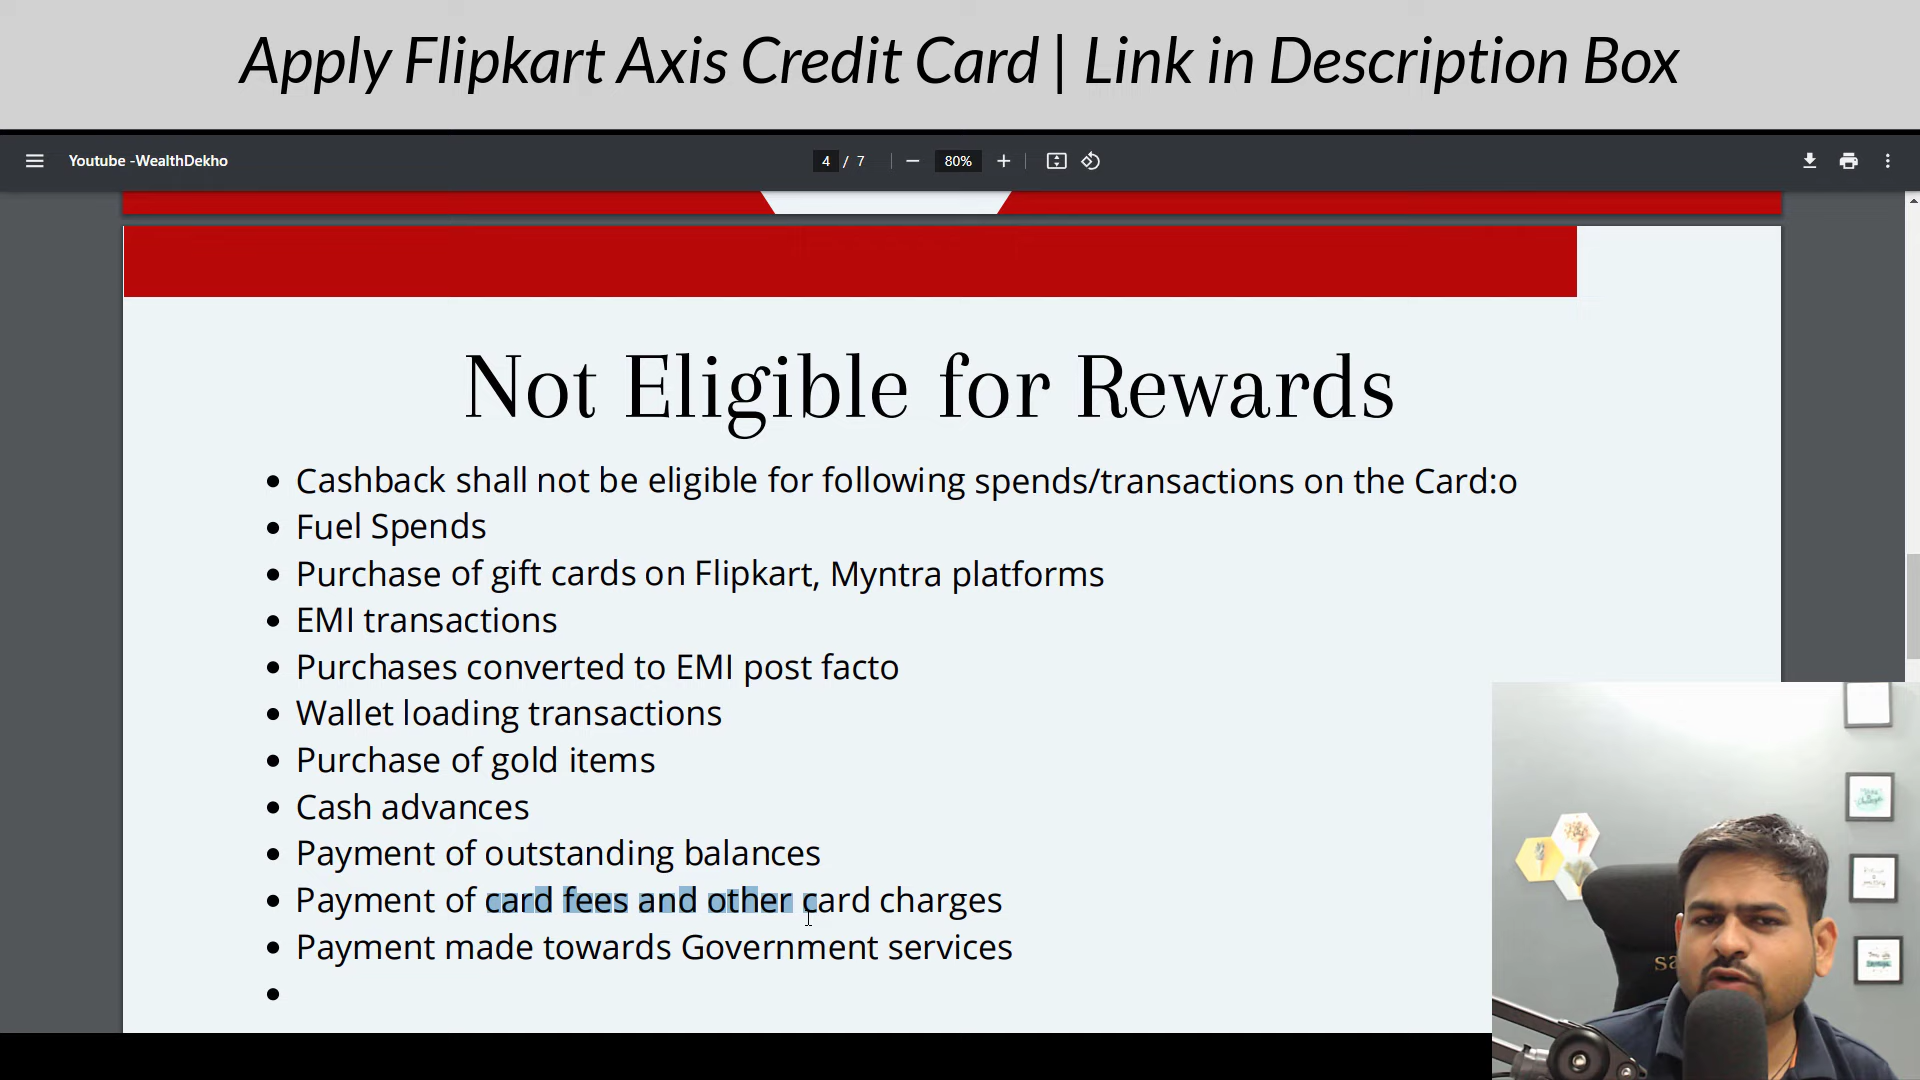 Apply Flipkart Axis Credit Card | Link in Description Box
Youtube -WealthDekho
4 / 7
80%
Not Eligible for Rewards
• Cashback shall not be eligible for following spends/transactions on the Card:o
• Fuel Spends
• Purchase of gift cards on Flipkart, Myntra platforms
• EMI transactions
• Purchases converted to EMI post facto
• Wallet loading transactions
• Purchase of gold items
• Cash advances
• Payment of outstanding balances
• Payment of card fees and other card charges
• Payment made towards Government services
•